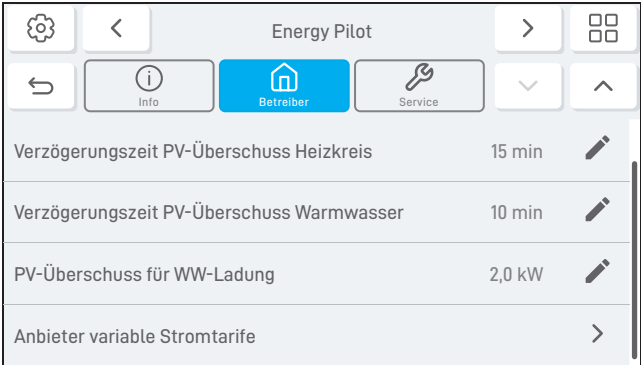 Energy Pilot
Info
Betreiber
Service
Verzögerungszeit PV-Überschuss Heizkreis 15 min
Verzögerungszeit PV-Überschuss Warmwasser 10 min
PV-Überschuss für WW-Ladung 2,0 kW
Anbieter variable Stromtarife